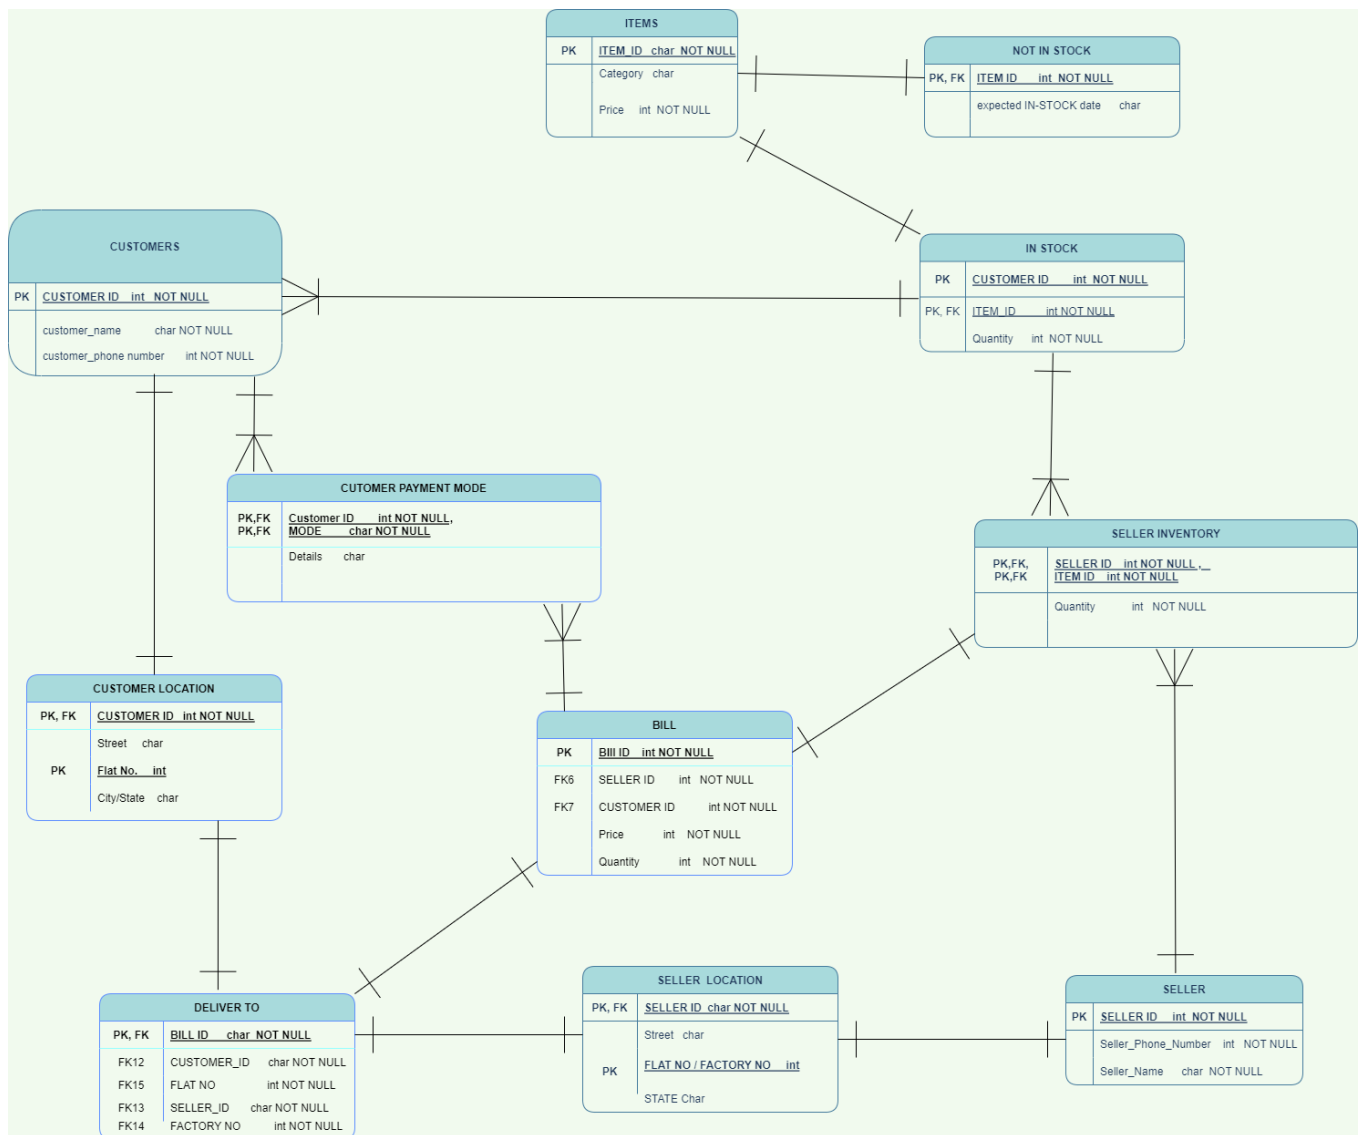 ITEMS
PK ITEM_ID char NOT NULL
Category char
Price int NOT NULL
NOT IN STOCK
PK, FK ITEM ID int NOT NULL
expected IN-STOCK date char
CUSTOMERS
PK CUSTOMER ID int NOT NULL
customer_name char NOT NULL
customer_phone number int NOT NULL
IN STOCK
PK CUSTOMER ID int NOT NULL
PK, FK ITEM_ID int NOT NULL
Quantity int NOT NULL
CUTOMER PAYMENT MODE
PK,FK Customer ID int NOT NULL,
PK,FK MODE char NOT NULL
Details char
SELLER INVENTORY
PK,FK, SELLER ID int NOT NULL ,_
PK,FK ITEM ID int NOT NULL
Quantity int NOT NULL
CUSTOMER LOCATION
PK, FK CUSTOMER ID int NOT NULL
Street char
PK Flat No. int
City/State char
BILL
PK BIll ID int NOT NULL
FK6 SELLER ID int NOT NULL
FK7 CUSTOMER ID int NOT NULL
Price int NOT NULL
Quantity int NOT NULL
DELIVER TO
PK, FK BILL ID char NOT NULL
FK12 CUSTOMER_ID char NOT NULL
FK15 FLAT NO int NOT NULL
FK13 SELLER_ID char NOT NULL
FK14 FACTORY NO int NOT NULL
SELLER LOCATION
PK, FK SELLER ID char NOT NULL
Street char
PK FLAT NO / FACTORY NO int
STATE Char
SELLER
PK SELLER ID int NOT NULL
Seller_Phone_Number int NOT NULL
Seller_Name char NOT NULL